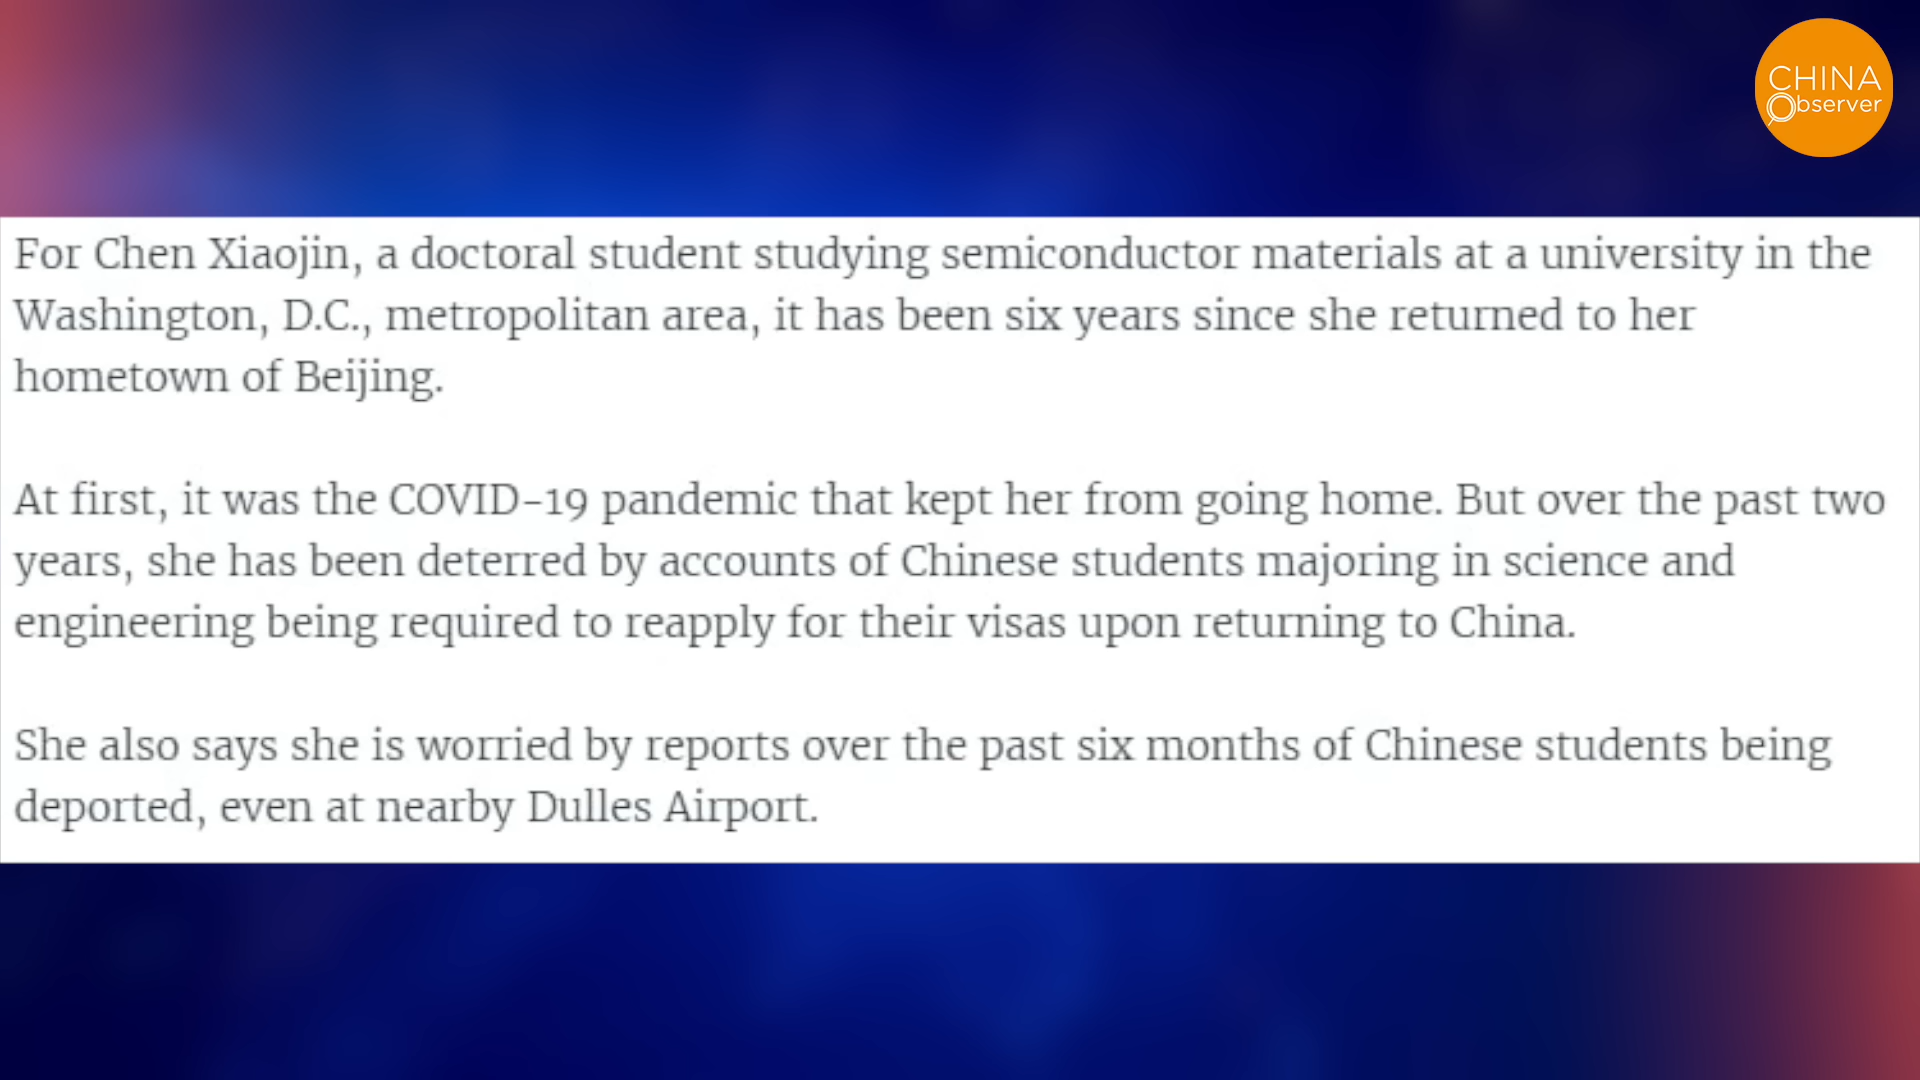 CHINA
Observer
For Chen Xiaojin, a doctoral student studying semiconductor materials at a university in the
Washington, D.C., metropolitan area, it has been six years since she returned to her
hometown of Beijing.
At first, it was the COVID-19 pandemic that kept her from going home. But over the past two
years, she has been deterred by accounts of Chinese students majoring in science and
engineering being required to reapply for their visas upon returning to China.
She also says she is worried by reports over the past six months of Chinese students being
deported, even at nearby Dulles Airport.